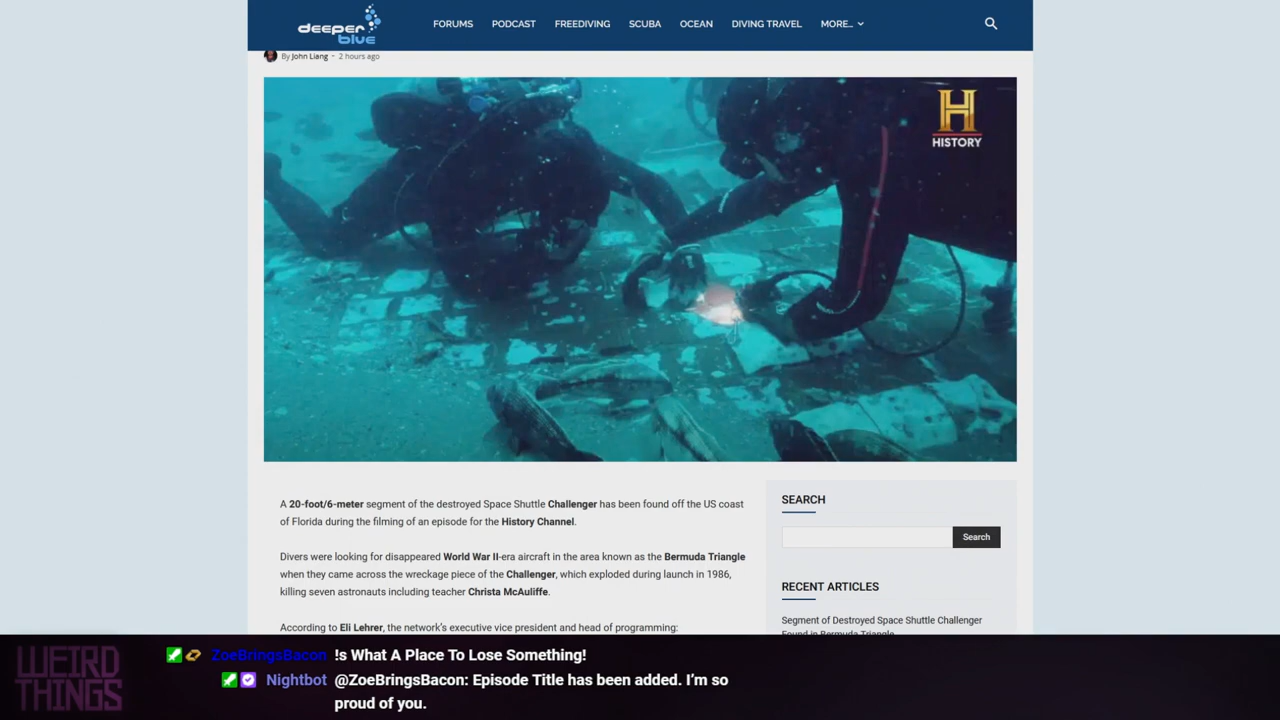 deeper
blue
FORUMS PODCAST FREEDIVING SCUBA OCEAN DIVING TRAVEL MORE...
By John Liang - 2 hours ago
H
HISTORY
A 20-foot/6-meter segment of the destroyed Space Shuttle Challenger has been found off the US coast
of Florida during the filming of an episode for the History Channel.
Divers were looking for disappeared World War II-era aircraft in the area known as the Bermuda Triangle
when they came across the wreckage piece of the Challenger, which exploded during launch in 1986,
killing seven astronauts including teacher Christa McAuliffe.
According to Eli Lehrer, the network's executive vice president and head of programming:
SEARCH
Search
RECENT ARTICLES
Segment of Destroyed Space Shuttle Challenger
Found in Bermuda Triangle
WEIRD
THINGS
ZoeBringsBacon !s What A Place To Lose Something!
Nightbot @ZoeBringsBacon: Episode Title has been added. I'm so
proud of you.